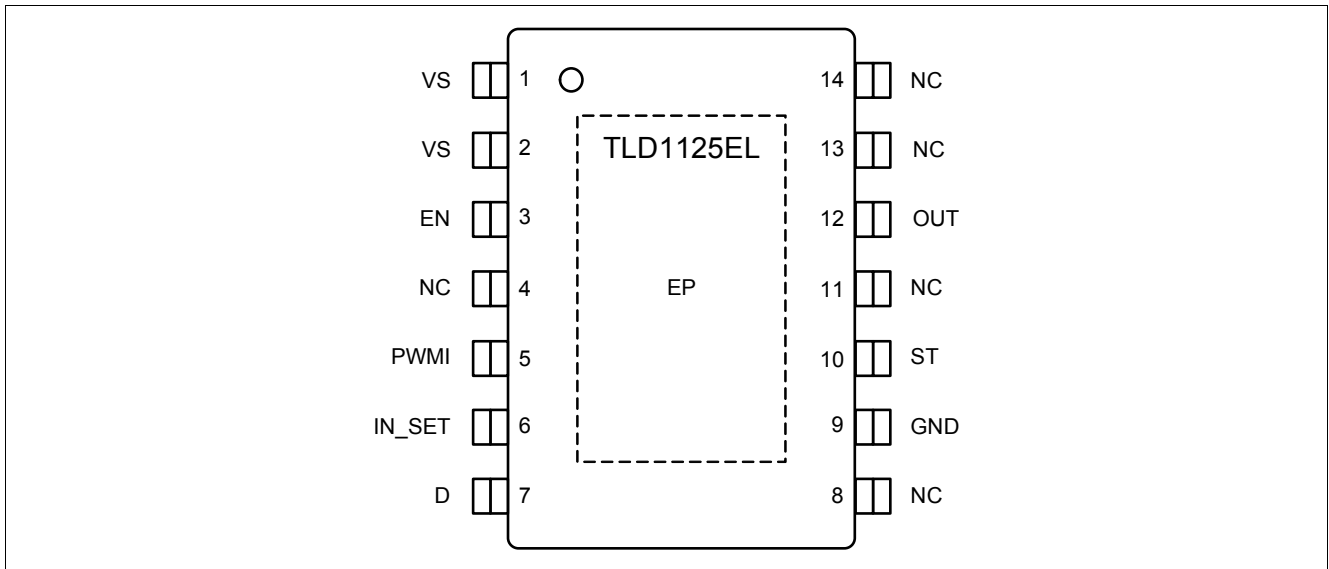 VS 1 14 NC
VS 2 TLD1125EL 13 NC
EN 3 12 OUT
NC 4 EP 11 NC
PWMI 5 10 ST
IN_SET 6 9 GND
D 7 8 NC